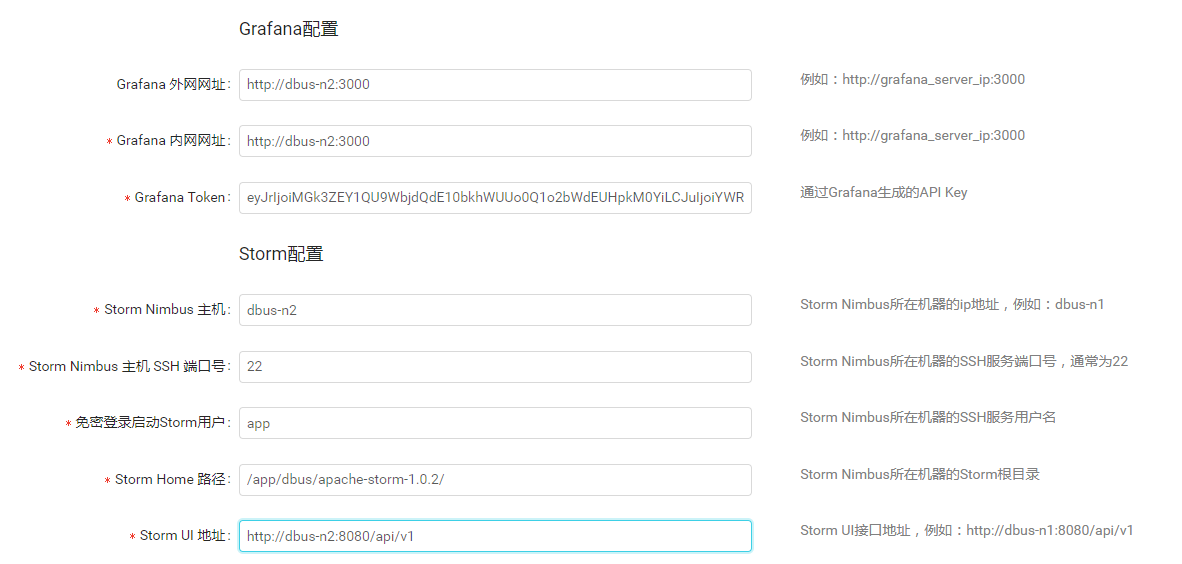 Grafana配置
Grafana 外网网址： http://dbus-n2:3000 例如：http://grafana_server_ip:3000
* Grafana 内网网址： http://dbus-n2:3000 例如：http://grafana_server_ip:3000
* Grafana Token： eyJrIjoiMGk3ZEY1QU9WbjdQdE10bkhWUUo0Q1o2bWdEUHpkM0YiLCJuIjoiYWR 通过Grafana生成的API Key
Storm配置
* Storm Nimbus 主机： dbus-n2 Storm Nimbus所在机器的ip地址，例如：dbus-n1
* Storm Nimbus 主机 SSH 端口号： 22 Storm Nimbus所在机器的SSH服务端口号，通常为22
* 免密登录启动Storm用户： app Storm Nimbus所在机器的SSH服务用户名
* Storm Home 路径： /app/dbus/apache-storm-1.0.2/ Storm Nimbus所在机器的Storm根目录
* Storm UI 地址： http://dbus-n2:8080/api/v1 Storm UI接口地址，例如：http://dbus-n1:8080/api/v1